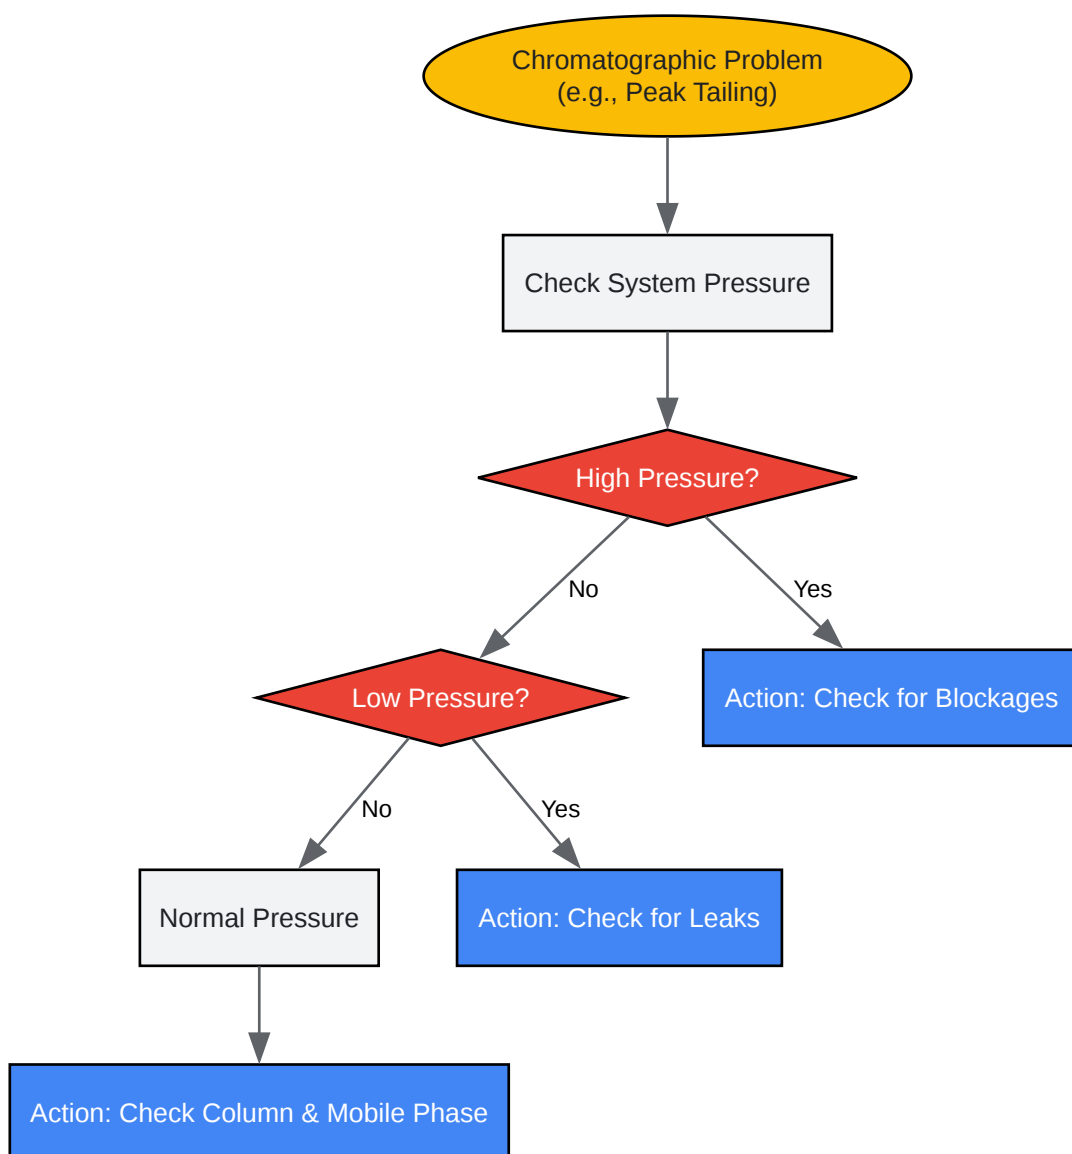 Chromatographic Problem
(e.g., Peak Tailing)
Check System Pressure
High Pressure?
No
Yes
Low Pressure?
Action: Check for Blockages
No
Yes
Normal Pressure
Action: Check for Leaks
Action: Check Column & Mobile Phase